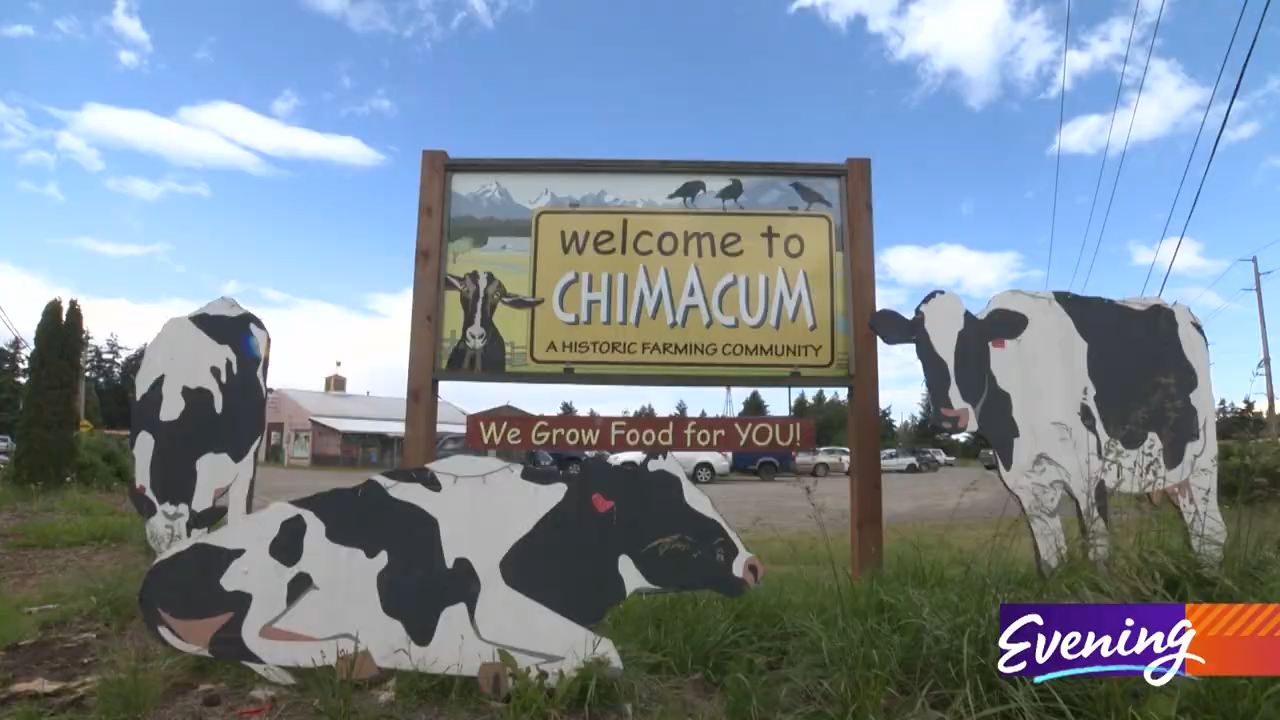 welcome to
CHIMACUM
A HISTORIC FARMING COMMUNITY
We Grow Food for YOU!
Evening